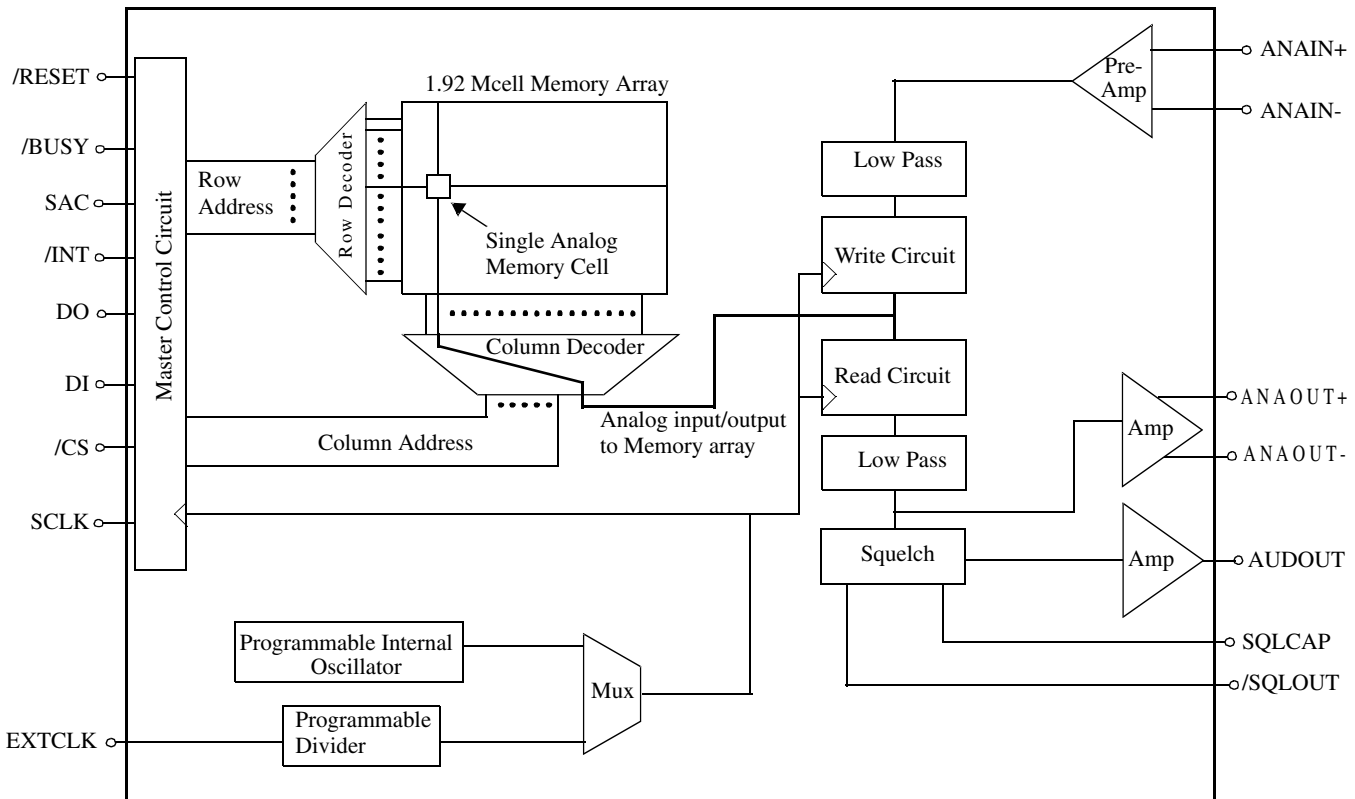 /RESET
/BUSY
SAC
/INT
DO
DI
/CS
SCLK
EXTCLK
Master Control Circuit
Row
Address
Row Decoder
1.92 Mcell Memory Array
Single Analog
Memory Cell
Column Decoder
Column Address
Analog input/output
to Memory array
Programmable Internal
Oscillator
Programmable
Divider
Mux
Pre-
Amp
Low Pass
Write Circuit
Read Circuit
Low Pass
Squelch
Amp
Amp
ANAIN+
ANAIN-
ANAOUT+
ANAOUT-
AUDOUT
SQLCAP
/SQLOUT